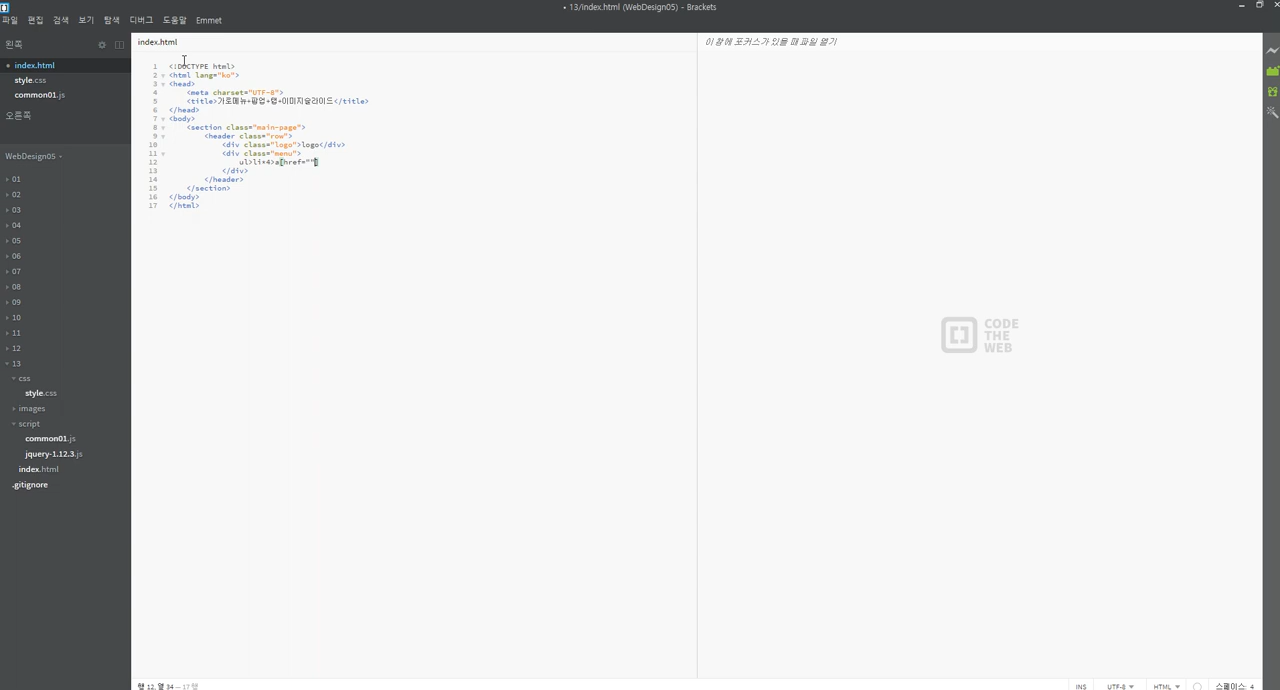 • 13/index.html (WebDesign05) - Brackets
파일 편집 검색 보기 탐색 디버그 도움말 Emmet
왼쪽
index.html
style.css
common01.js
오른쪽
WebDesign05
01
02
03
04
05
06
07
08
09
10
11
12
13
css
style.css
images
script
common01.js
jquery-1.12.3.js
index.html
.gitignore
index.html
1 <!DOCTYPE html>
2 <html lang="ko">
3 <head>
4 <meta charset="UTF-8">
5 <title>가로메뉴+팝업+탭+이미지슬라이드</title>
6 </head>
7 <body>
8 <section class="main-page">
9 <header class="row">
10 <div class="logo">logo</div>
11 <div class="menu">
12 ul>li*4>a[href=""]
13 </div>
14 </header>
15 </section>
16 </body>
17 </html>
이 창에 포커스가 있을 때 파일 열기
CODE
THE
WEB
행 12, 열 34 — 17 행
INS UTF-8 HTML 스페이스: 4